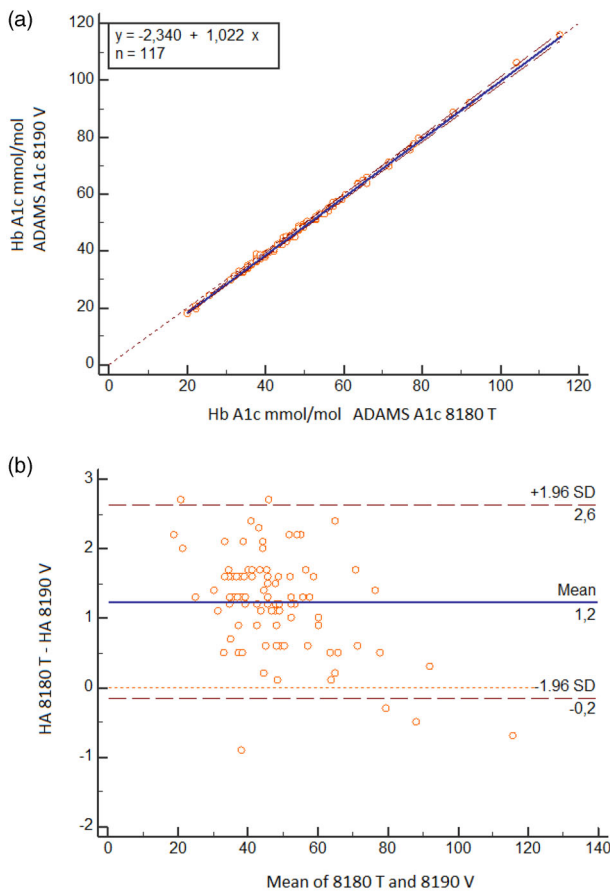 (a)
120
100
80
60
40
20
0
y = -2,340 + 1,022 x
n = 117
Hb A1c mmol/mol
ADAMS A1c 8190 V
0 20 40 60 80 100 120
Hb A1c mmol/mol ADAMS A1c 8180 T
(b)
3
2
1
0
-1
-2
HA 8180 T - HA 8190 V
+1.96 SD
2,6
Mean
1,2
-1.96 SD
-0,2
0 20 40 60 80 100 120 140
Mean of 8180 T and 8190 V